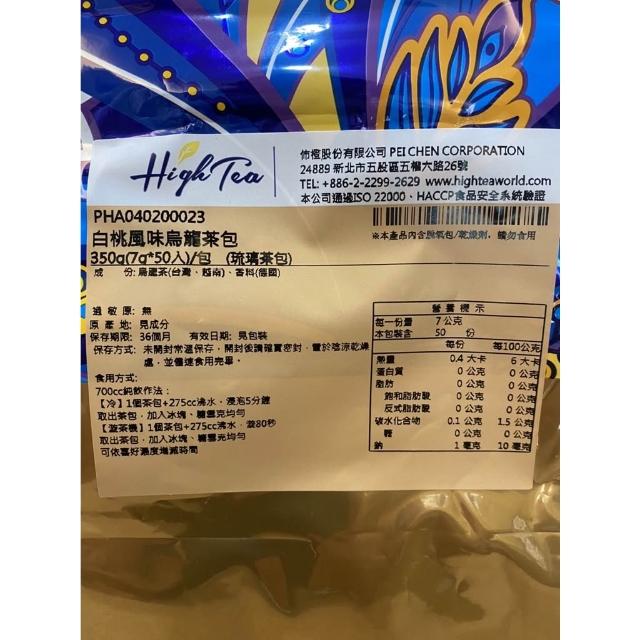 High Tea
伂橙股份有限公司 PEI CHEN CORPORATION
24889 新北市五股區五權六路26號
TEL: +886-2-2299-2629 www.highteaworld.com
本公司通過ISO 22000、HACCP食品安全系統驗證
PHA040200023
白桃風味烏龍茶包
350g(7g*50入)/包 (琉璃茶包)
※本產品內含脫氧包/乾燥劑，請勿食用
成 份: 烏龍茶(台灣、越南)、香料(德國)
過敏原: 無
原產地: 見成分
保存期限: 36個月 有效日期: 見包裝
保存方式: 未開封常溫保存，開封後請確實密封，置於陰涼乾燥
處，並儘速食用完畢。
食用方式:
700cc純飲作法：
【冷】1個茶包+275cc沸水，浸泡5分鐘
取出茶包，加入冰塊、糖雪克均勻
【漩茶機】1個茶包+275cc沸水，漩80秒
取出茶包，加入冰塊、糖雪克均勻
可依喜好濃度增減時間
營養標示
每一份量 7 公克
本包裝含 50 份
每份 每100公克
熱量 0.4 大卡 6 大卡
蛋白質 0 公克 0 公克
脂肪 0 公克 0 公克
飽和脂肪 0 公克 0 公克
反式脂肪 0 公克 0 公克
碳水化合物 0.1 公克 1.5 公克
糖 0 公克 0 公克
鈉 1 毫克 10 毫克